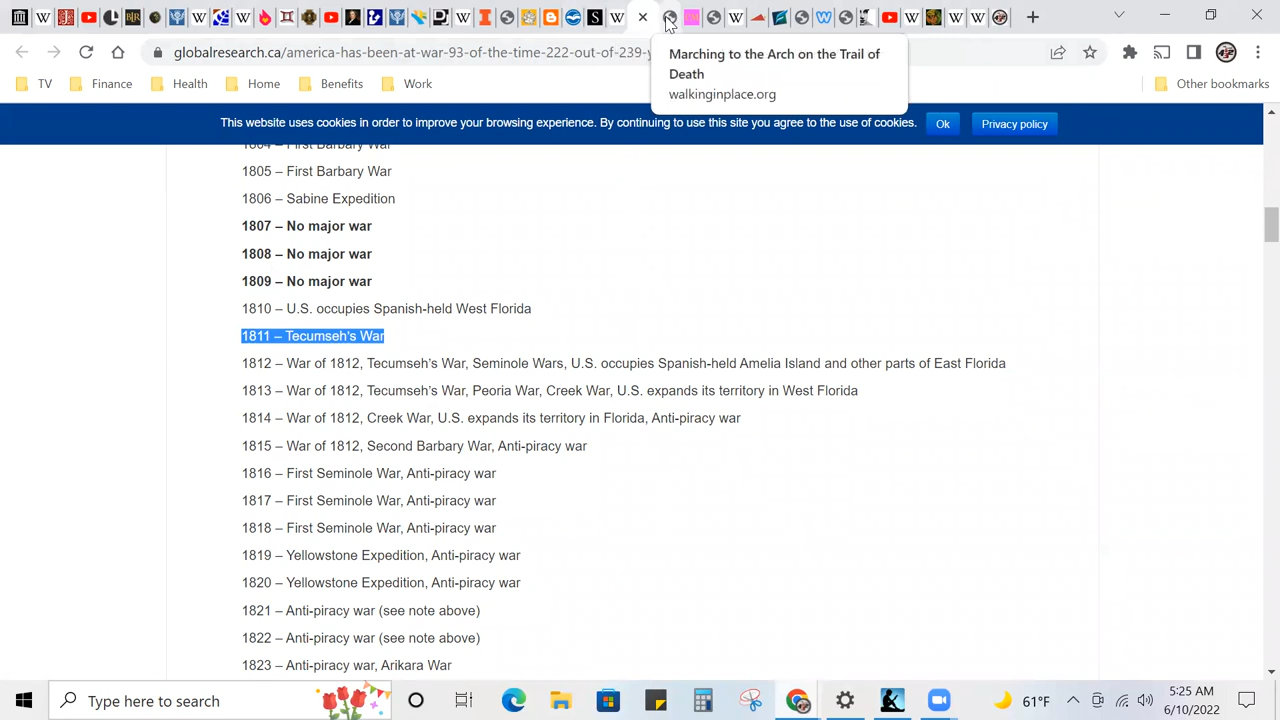 globalresearch.ca/america-has-been-at-war-93-of-the-time-222-out-of-239-y
Marching to the Arch on the Trail of
Death
walkinginplace.org
TV
Finance
Health
Home
Benefits
Work
Other bookmarks
This website uses cookies in order to improve your browsing experience. By continuing to use this site you agree to the use of cookies.
Ok
Privacy policy
1804 – First Barbary War
1805 – First Barbary War
1806 – Sabine Expedition
1807 – No major war
1808 – No major war
1809 – No major war
1810 – U.S. occupies Spanish-held West Florida
1811 – Tecumseh's War
1812 – War of 1812, Tecumseh's War, Seminole Wars, U.S. occupies Spanish-held Amelia Island and other parts of East Florida
1813 – War of 1812, Tecumseh's War, Peoria War, Creek War, U.S. expands its territory in West Florida
1814 – War of 1812, Creek War, U.S. expands its territory in Florida, Anti-piracy war
1815 – War of 1812, Second Barbary War, Anti-piracy war
1816 – First Seminole War, Anti-piracy war
1817 – First Seminole War, Anti-piracy war
1818 – First Seminole War, Anti-piracy war
1819 – Yellowstone Expedition, Anti-piracy war
1820 – Yellowstone Expedition, Anti-piracy war
1821 – Anti-piracy war (see note above)
1822 – Anti-piracy war (see note above)
1823 – Anti-piracy war, Arikara War
Type here to search
61°F
5:25 AM
6/10/2022